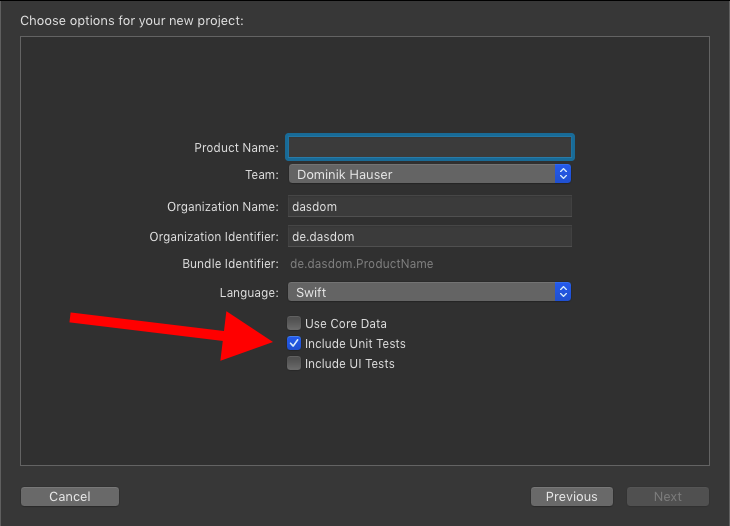 Choose options for your new project:
Product Name:
Team: Dominik Hauser
Organization Name: dasdom
Organization Identifier: de.dasdom
Bundle Identifier: de.dasdom.ProductName
Language: Swift
Use Core Data
Include Unit Tests
Include UI Tests
Cancel Previous Next